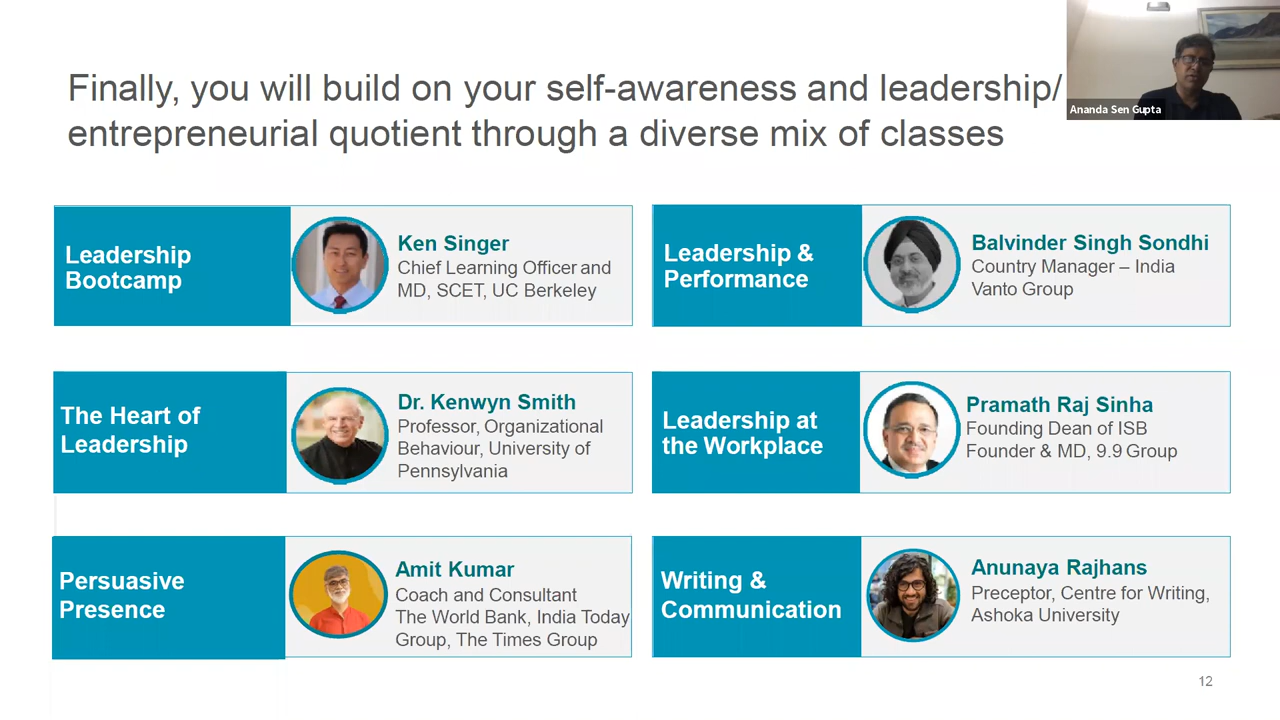 Finally, you will build on your self-awareness and leadership/
entrepreneurial quotient through a diverse mix of classes
Ananda Sen Gupta
Leadership
Bootcamp
Ken Singer
Chief Learning Officer and
MD, SCET, UC Berkeley
Leadership &
Performance
Balvinder Singh Sondhi
Country Manager – India
Vanto Group
The Heart of
Leadership
Dr. Kenwyn Smith
Professor, Organizational
Behaviour, University of
Pennsylvania
Leadership at
the Workplace
Pramath Raj Sinha
Founding Dean of ISB
Founder & MD, 9.9 Group
Persuasive
Presence
Amit Kumar
Coach and Consultant
The World Bank, India Today
Group, The Times Group
Writing &
Communication
Anunaya Rajhans
Preceptor, Centre for Writing,
Ashoka University
12